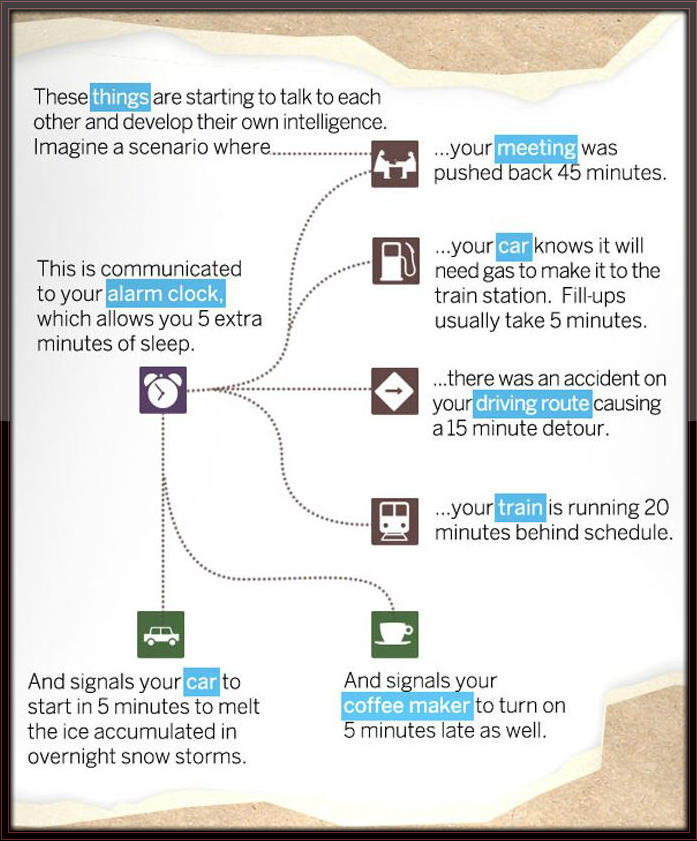 These things are starting to talk to each
other and develop their own intelligence.
Imagine a scenario where
...your meeting was
pushed back 45 minutes.
...your car knows it will
need gas to make it to the
train station. Fill-ups
usually take 5 minutes.
This is communicated
to your alarm clock,
which allows you 5 extra
minutes of sleep.
...there was an accident on
your driving route causing
a 15 minute detour.
...your train is running 20
minutes behind schedule.
And signals your car to
start in 5 minutes to melt
the ice accumulated in
overnight snow storms.
And signals your
coffee maker to turn on
5 minutes late as well.